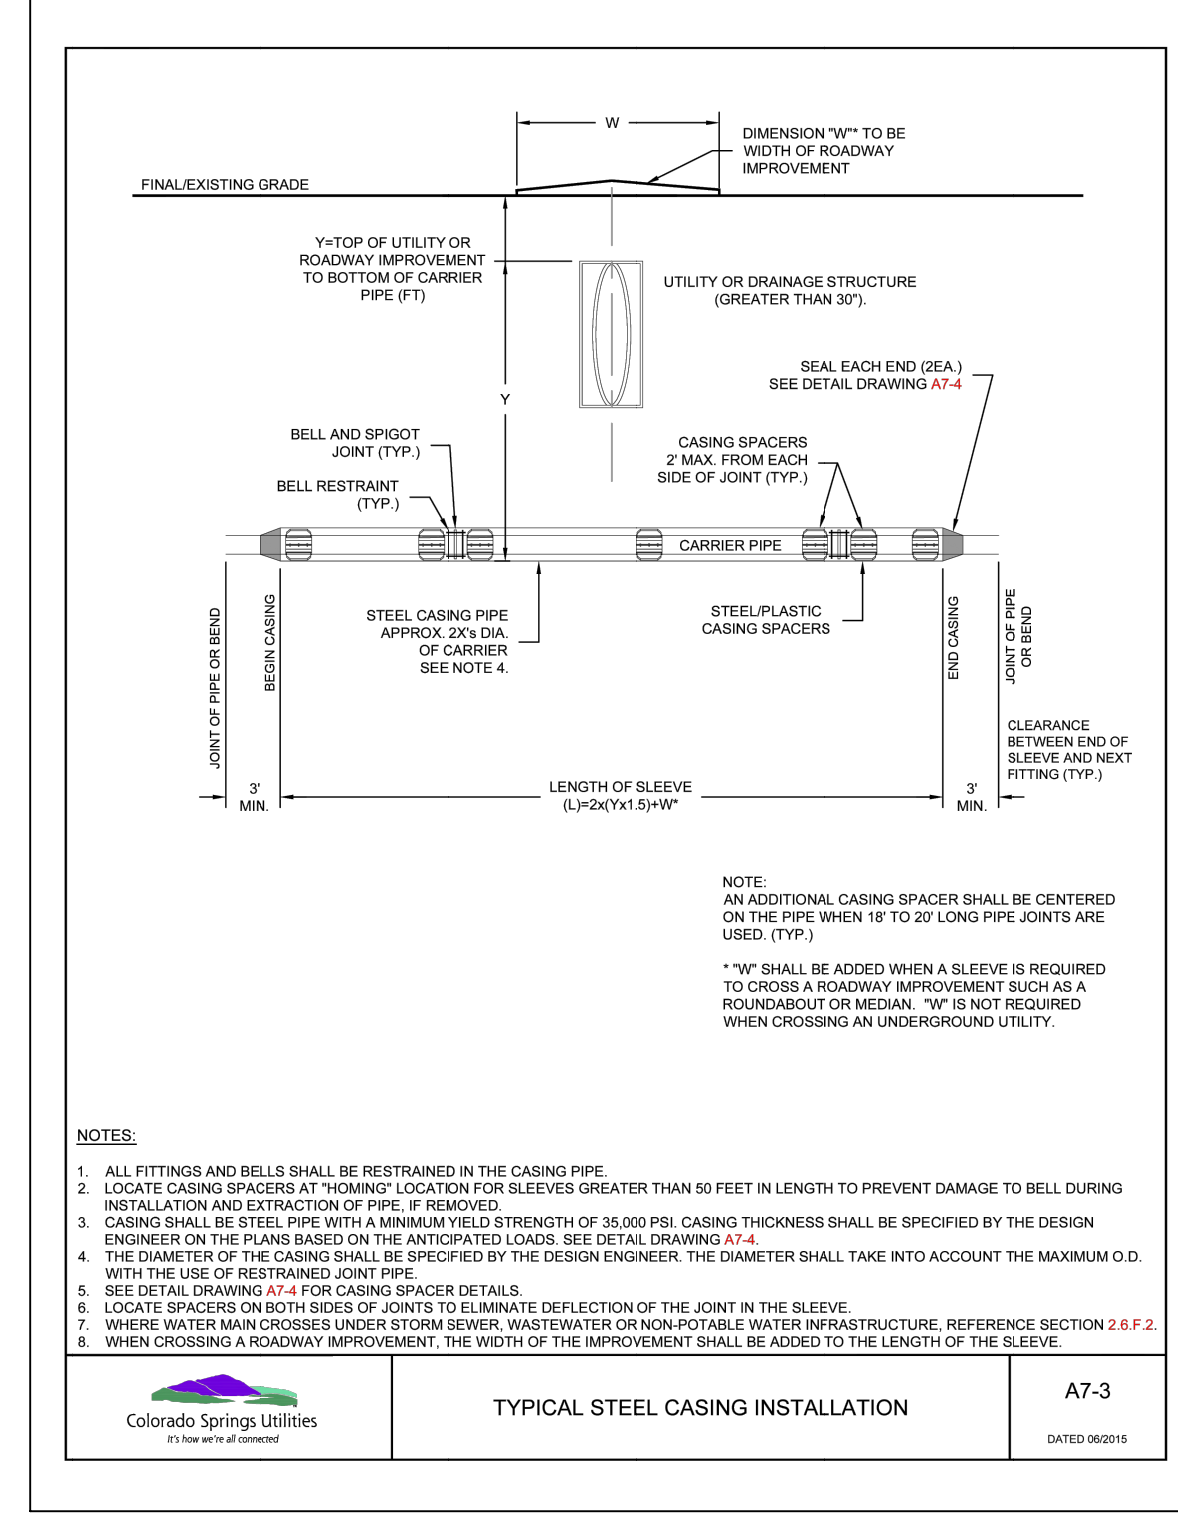 W
DIMENSION "W"* TO BE
WIDTH OF ROADWAY
IMPROVEMENT
FINAL/EXISTING GRADE
Y=TOP OF UTILITY OR
ROADWAY IMPROVEMENT
TO BOTTOM OF CARRIER
PIPE (FT)
UTILITY OR DRAINAGE STRUCTURE
(GREATER THAN 30").
SEAL EACH END (2EA.)
SEE DETAIL DRAWING A7-4
Y
BELL AND SPIGOT
JOINT (TYP.)
CASING SPACERS
2' MAX. FROM EACH
SIDE OF JOINT (TYP.)
BELL RESTRAINT
(TYP.)
CARRIER PIPE
JOINT OF PIPE OR BEND
BEGIN CASING
STEEL CASING PIPE
APPROX. 2X's DIA.
OF CARRIER
SEE NOTE 4.
STEEL/PLASTIC
CASING SPACERS
END CASING
JOINT OF PIPE
OR BEND
CLEARANCE
BETWEEN END OF
SLEEVE AND NEXT
FITTING (TYP.)
3'
MIN.
LENGTH OF SLEEVE
(L)=2x(Yx1.5)+W*
3'
MIN.
NOTE:
AN ADDITIONAL CASING SPACER SHALL BE CENTERED
ON THE PIPE WHEN 18' TO 20' LONG PIPE JOINTS ARE
USED. (TYP.)
* "W" SHALL BE ADDED WHEN A SLEEVE IS REQUIRED
TO CROSS A ROADWAY IMPROVEMENT SUCH AS A
ROUNDABOUT OR MEDIAN. "W" IS NOT REQUIRED
WHEN CROSSING AN UNDERGROUND UTILITY.
NOTES:
1. ALL FITTINGS AND BELLS SHALL BE RESTRAINED IN THE CASING PIPE.
2. LOCATE CASING SPACERS AT "HOMING" LOCATION FOR SLEEVES GREATER THAN 50 FEET IN LENGTH TO PREVENT DAMAGE TO BELL DURING
INSTALLATION AND EXTRACTION OF PIPE, IF REMOVED.
3. CASING SHALL BE STEEL PIPE WITH A MINIMUM YIELD STRENGTH OF 35,000 PSI. CASING THICKNESS SHALL BE SPECIFIED BY THE DESIGN
ENGINEER ON THE PLANS BASED ON THE ANTICIPATED LOADS. SEE DETAIL DRAWING A7-4.
4. THE DIAMETER OF THE CASING SHALL BE SPECIFIED BY THE DESIGN ENGINEER. THE DIAMETER SHALL TAKE INTO ACCOUNT THE MAXIMUM O.D.
WITH THE USE OF RESTRAINED JOINT PIPE.
5. SEE DETAIL DRAWING A7-4 FOR CASING SPACER DETAILS.
6. LOCATE SPACERS ON BOTH SIDES OF JOINTS TO ELIMINATE DEFLECTION OF THE JOINT IN THE SLEEVE.
7. WHERE WATER MAIN CROSSES UNDER STORM SEWER, WASTEWATER OR NON-POTABLE WATER INFRASTRUCTURE, REFERENCE SECTION 2.6.F.2.
8. WHEN CROSSING A ROADWAY IMPROVEMENT, THE WIDTH OF THE IMPROVEMENT SHALL BE ADDED TO THE LENGTH OF THE SLEEVE.
Colorado Springs Utilities
It's how we're all connected
TYPICAL STEEL CASING INSTALLATION
A7-3
DATED 06/2015